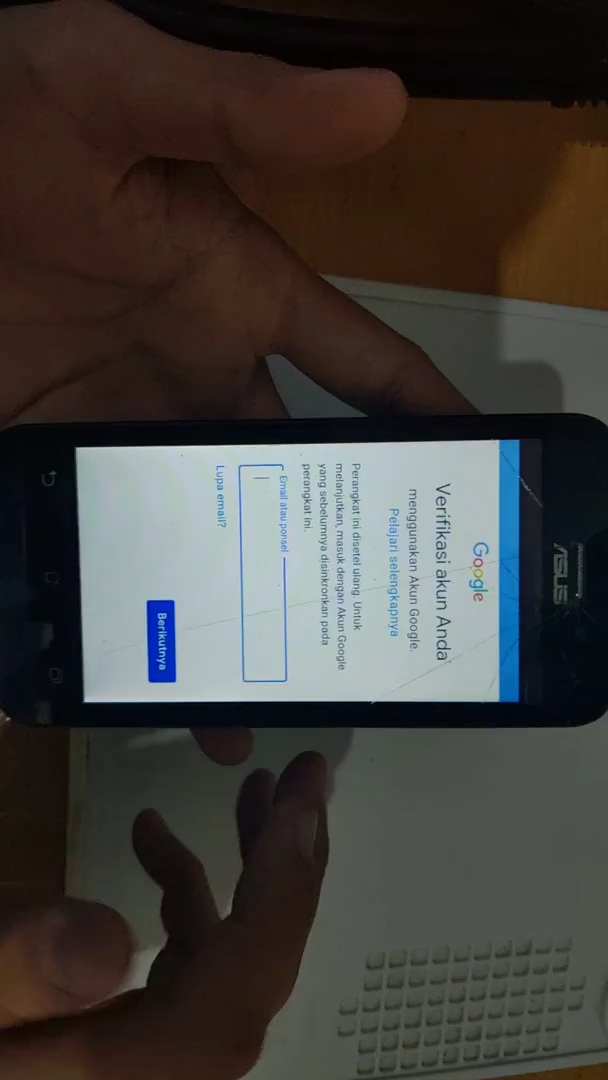 ASUS
Google
Verifikasi akun Anda
menggunakan Akun Google.
Pelajari selengkapnya
Perangkat ini disetel ulang. Untuk
melanjutkan, masuk dengan Akun Google
yang sebelumnya disinkronkan pada
perangkat ini.
Email atau ponsel
Lupa email?
Berikutnya